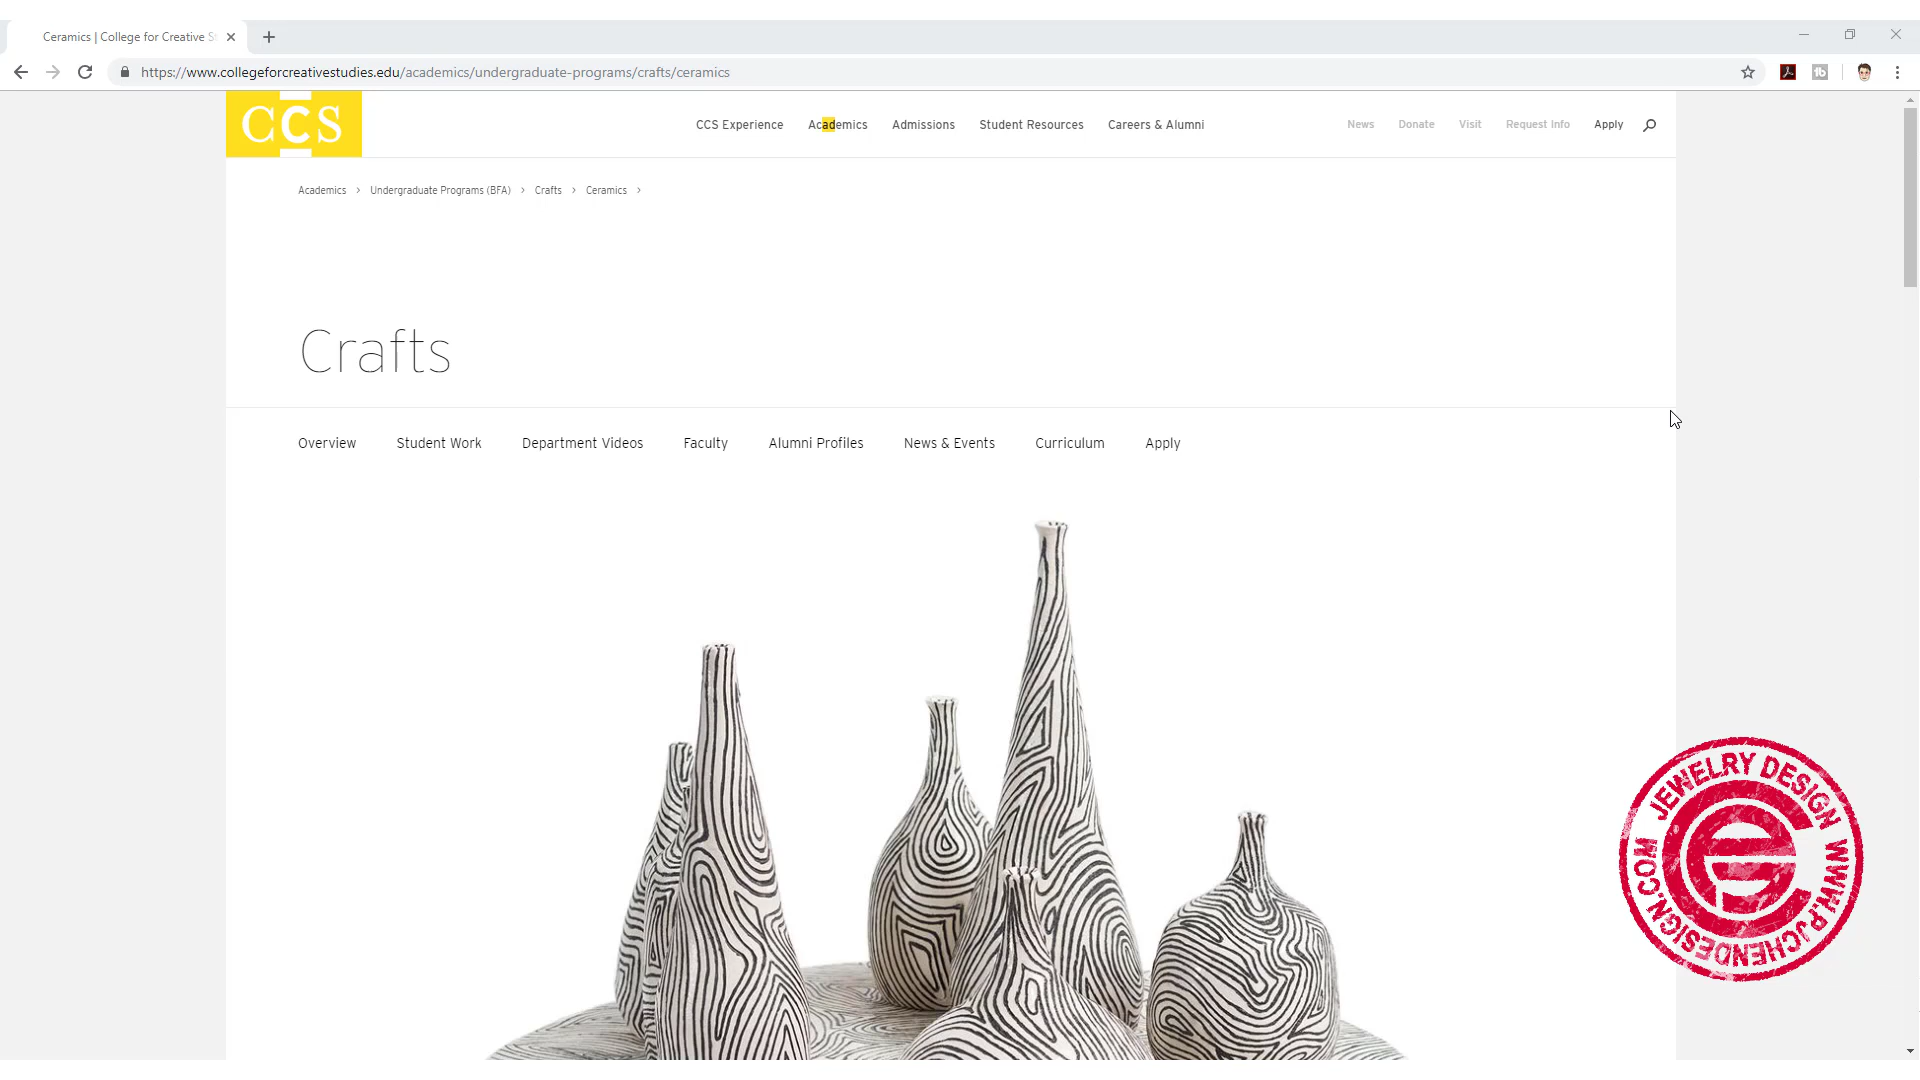 Ceramics | College for Creative S
https://www.collegeforcreativestudies.edu/academics/undergraduate-programs/crafts/ceramics
CCS
CCS Experience
Academics
Admissions
Student Resources
Careers & Alumni
News
Donate
Visit
Request Info
Apply
Academics > Undergraduate Programs (BFA) > Crafts > Ceramics >
Crafts
Overview
Student Work
Department Videos
Faculty
Alumni Profiles
News & Events
Curriculum
Apply
JEWELRY DESIGN
WWW.PJCHENDESIGN.COM